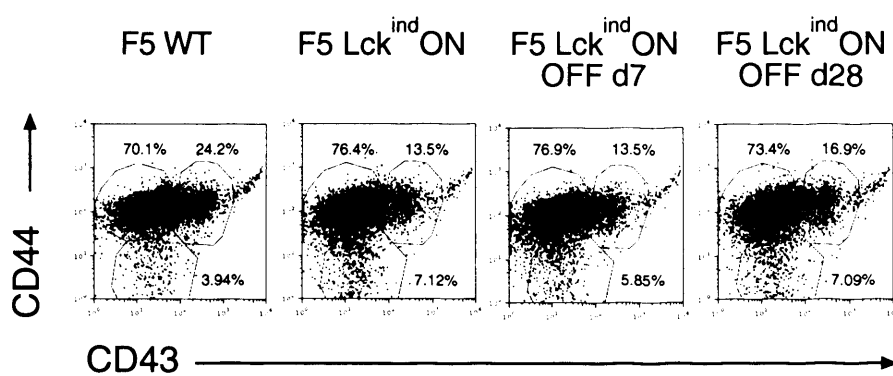 F5 WT
F5 Lck^ind ON
F5 Lck^ind ON
OFF d7
F5 Lck^ind ON
OFF d28
70.1% 24.2%
3.94%
76.4% 13.5%
7.12%
76.9% 13.5%
5.85%
73.4% 16.9%
7.09%
CD44
CD43